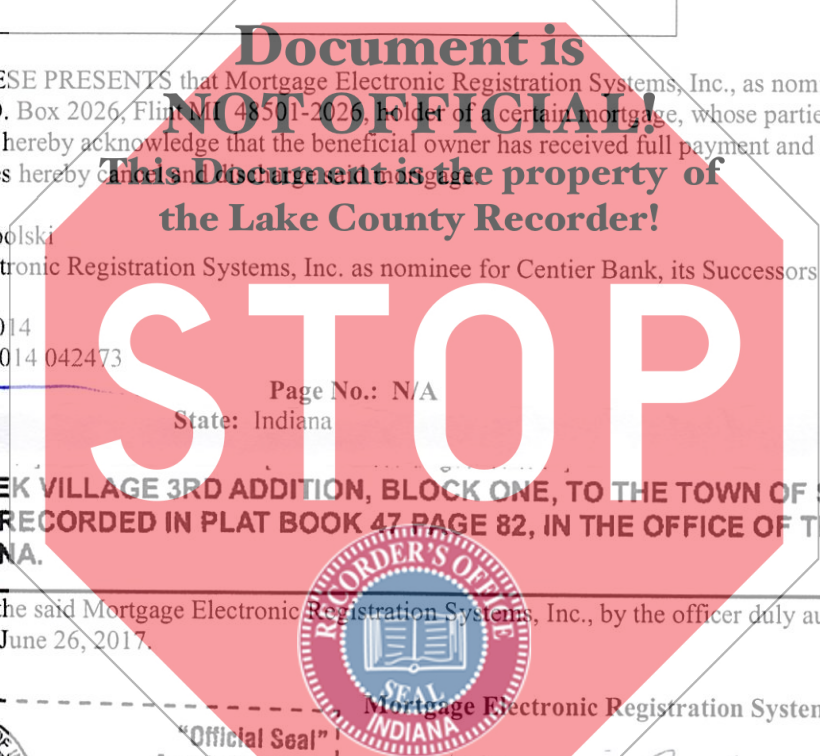 Document is
ESE PRESENTS that Mortgage Electronic Registration Systems, Inc., as nom
. Box 2026, Flint MI 48501-2026, holder of a certain mortgage, whose partie
NOT OFFICIAL!
hereby acknowledge that the beneficial owner has received full payment and
s hereby cancels and discharges said mortgage.
This Document is the property of
the Lake County Recorder!
olski
tronic Registration Systems, Inc. as nominee for Centier Bank, its Successors
STOP
014
014 042473
Page No.: N/A
State: Indiana
EK VILLAGE 3RD ADDITION, BLOCK ONE, TO THE TOWN OF S
RECORDED IN PLAT BOOK 47 PAGE 82, IN THE OFFICE OF T
NA.
RECORDER'S OFFICE
the said Mortgage Electronic Registration Systems, Inc., by the officer duly au
June 26, 2017.
SEAL
INDIANA
Mortgage Electronic Registration System
"Official Seal"